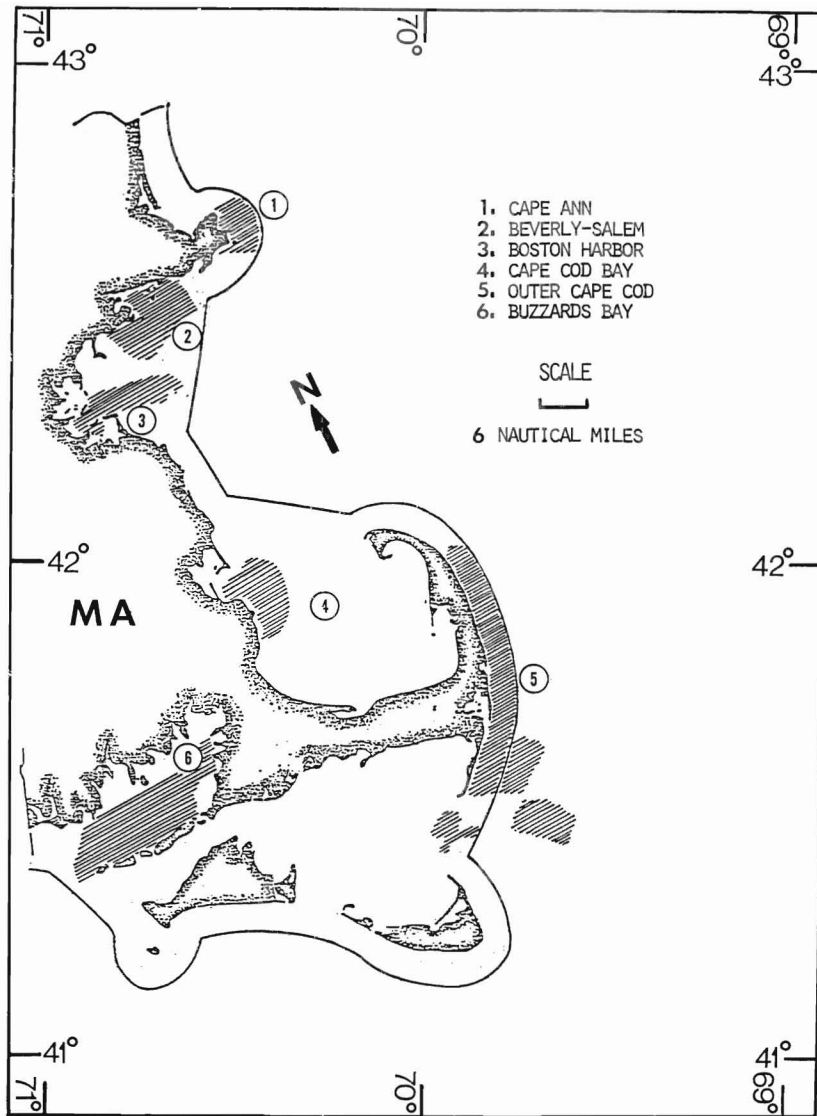 71°
70°
69°
43°
43°
1
1. CAPE ANN
2. BEVERLY-SALEM
3. BOSTON HARBOR
4. CAPE COD BAY
5. OUTER CAPE COD
6. BUZZARDS BAY
2
SCALE
N
3
6 NAUTICAL MILES
42°
42°
MA
4
5
6
41°
41°
71°
70°
69°